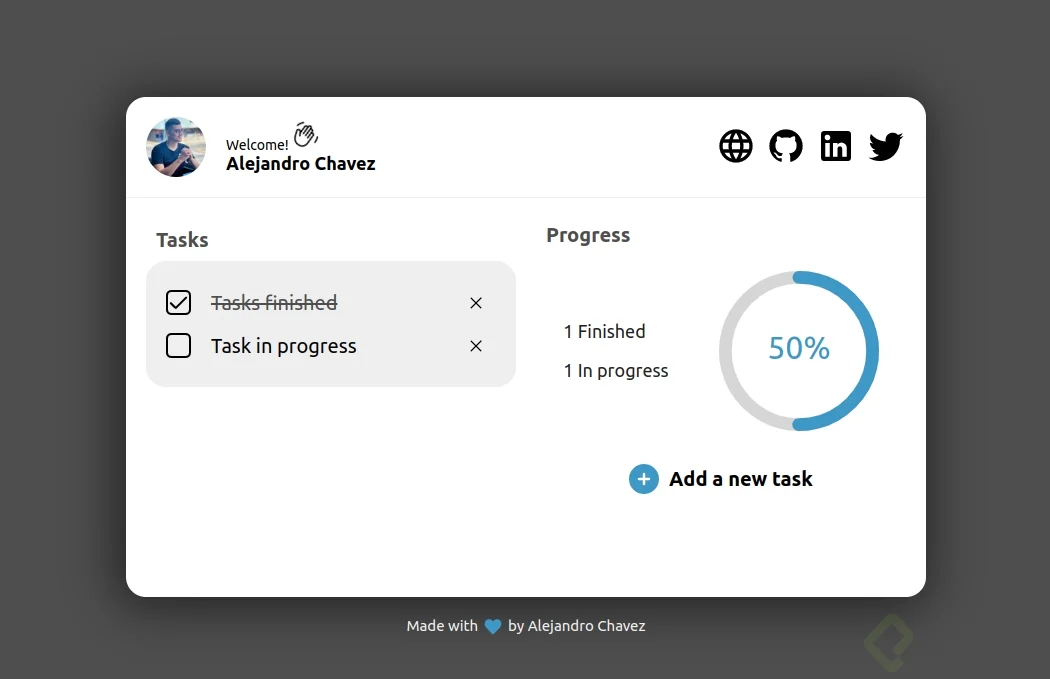 Welcome!
Alejandro Chavez
Tasks
Tasks finished
Task in progress
Progress
1 Finished
1 In progress
50%
Add a new task
Made with by Alejandro Chavez